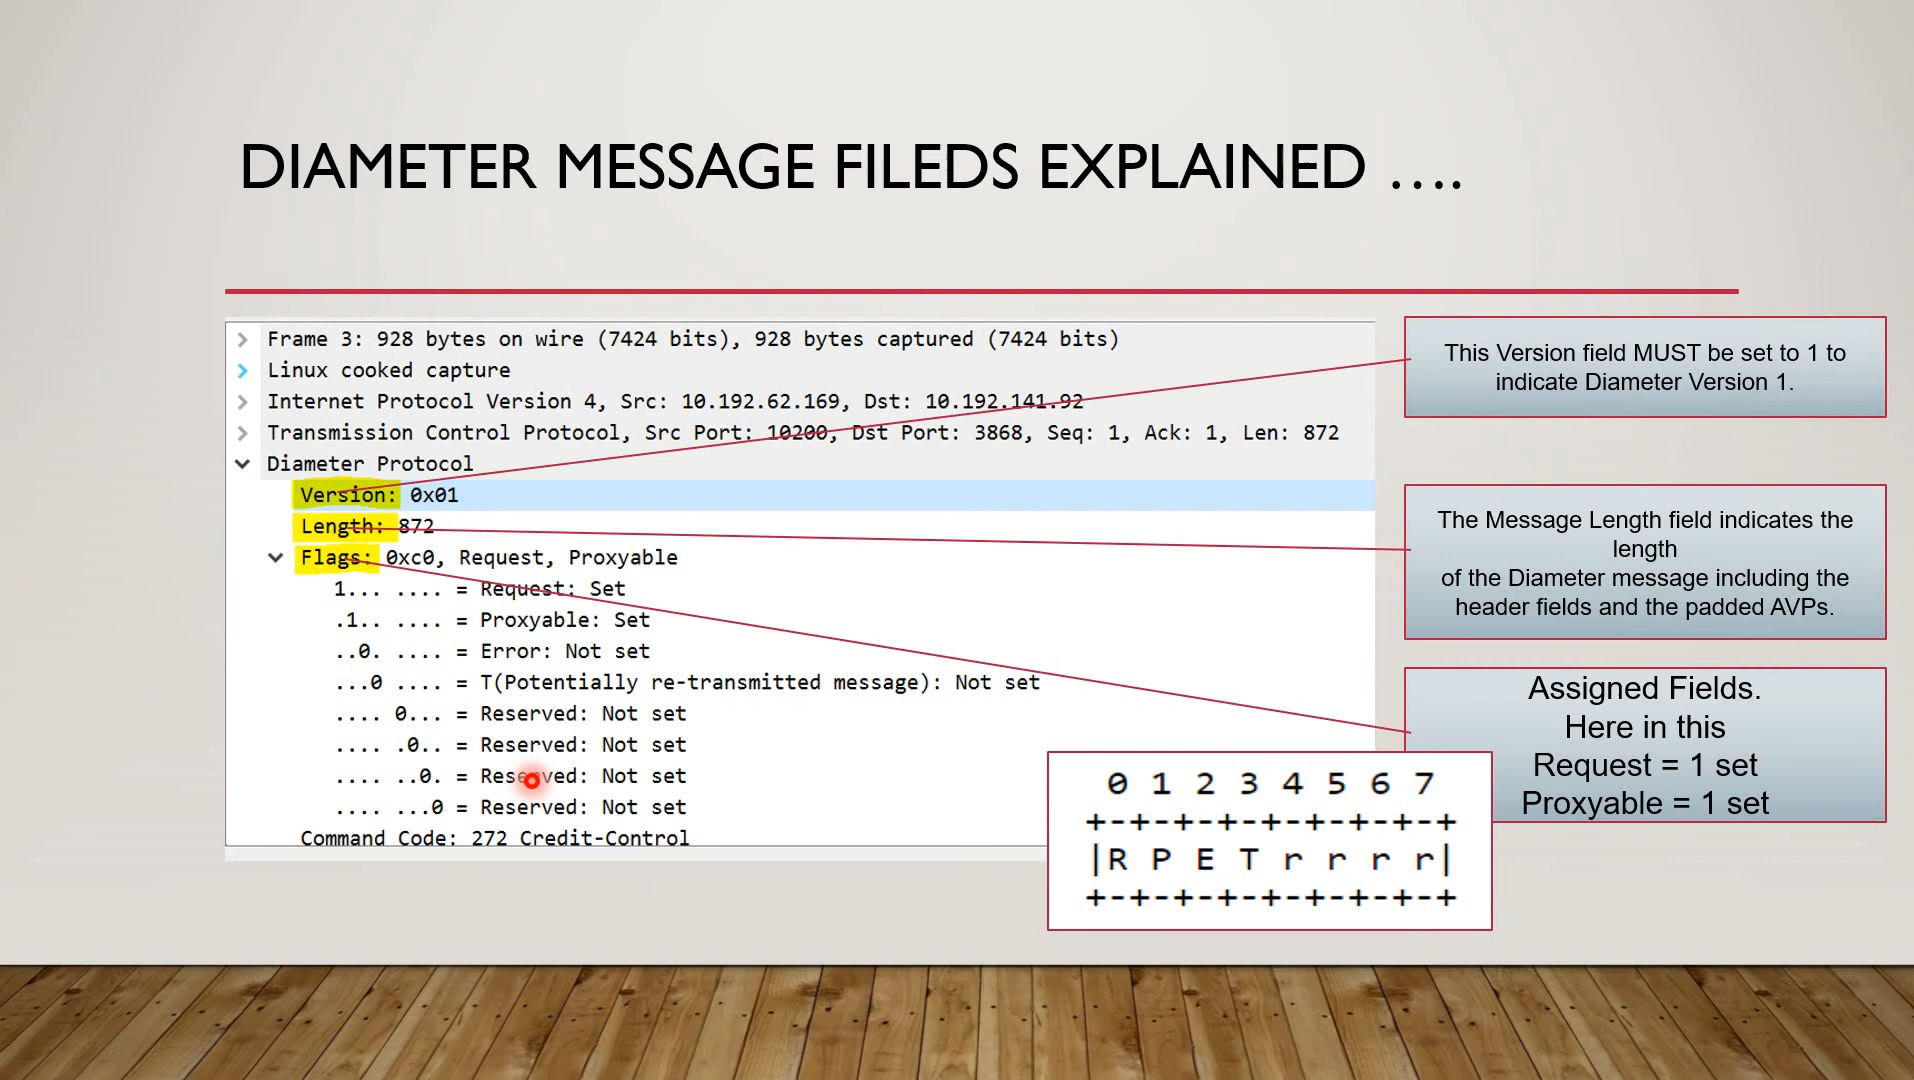 DIAMETER MESSAGE FILEDS EXPLAINED ....
Frame 3: 928 bytes on wire (7424 bits), 928 bytes captured (7424 bits)
Linux cooked capture
Internet Protocol Version 4, Src: 10.192.62.169, Dst: 10.192.141.92
Transmission Control Protocol, Src Port: 10200, Dst Port: 3868, Seq: 1, Ack: 1, Len: 872
Diameter Protocol
Version: 0x01
Length: 872
Flags: 0xc0, Request, Proxyable
1... .... = Request: Set
.1.. .... = Proxyable: Set
..0. .... = Error: Not set
...0 .... = T(Potentially re-transmitted message): Not set
.... 0... = Reserved: Not set
.... .0.. = Reserved: Not set
.... ..0. = Reserved: Not set
.... ...0 = Reserved: Not set
Command Code: 272 Credit-Control
This Version field MUST be set to 1 to
indicate Diameter Version 1.
The Message Length field indicates the
length
of the Diameter message including the
header fields and the padded AVPs.
Assigned Fields.
Here in this
Request = 1 set
Proxyable = 1 set
0 1 2 3 4 5 6 7
+-+-+-+-+-+-+-+-+
|R P E T r r r r|
+-+-+-+-+-+-+-+-+